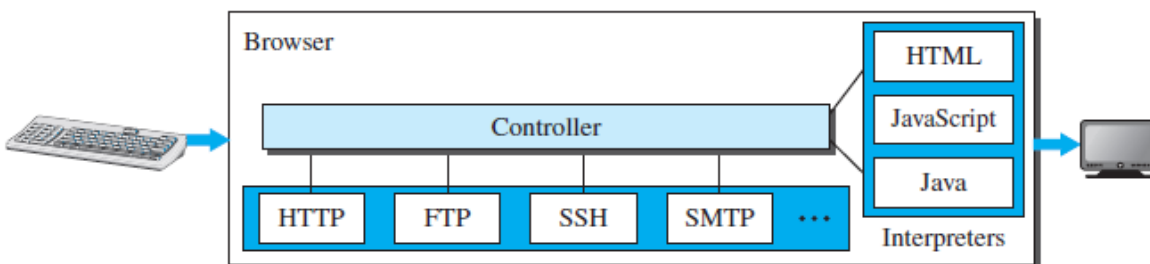 Browser
HTML
Controller
JavaScript
Java
HTTP
FTP
SSH
SMTP
...
Interpreters